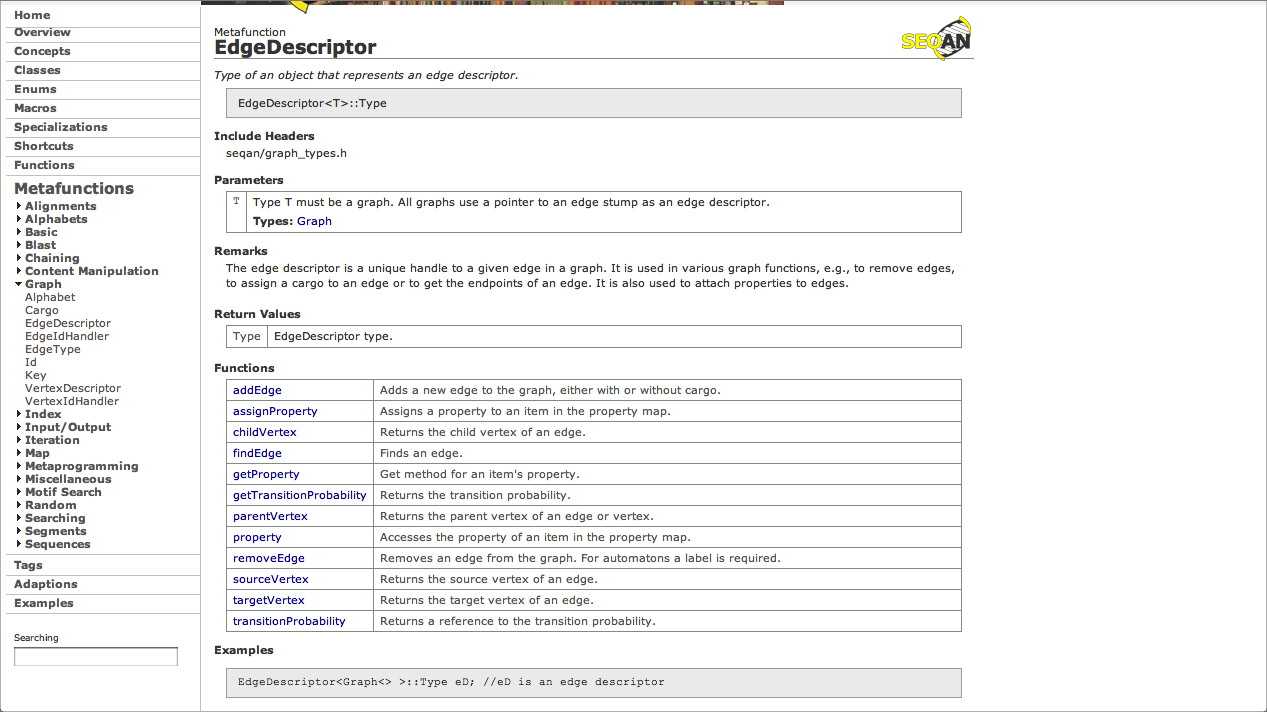 Home
Overview
Concepts
Classes
Enums
Macros
Specializations
Shortcuts
Functions
Metafunctions
Alignments
Alphabets
Basic
Blast
Chaining
Content Manipulation
Graph
Alphabet
Cargo
EdgeDescriptor
EdgeIdHandler
EdgeType
Id
Key
VertexDescriptor
VertexIdHandler
Index
Input/Output
Iteration
Map
Metaprogramming
Miscellaneous
Motif Search
Random
Searching
Segments
Sequences
Tags
Adaptions
Examples
Searching
Metafunction
EdgeDescriptor
SEQAN
Type of an object that represents an edge descriptor.
EdgeDescriptor<T>::Type
Include Headers
seqan/graph_types.h
Parameters
T Type T must be a graph. All graphs use a pointer to an edge stump as an edge descriptor.
Types: Graph
Remarks
The edge descriptor is a unique handle to a given edge in a graph. It is used in various graph functions, e.g., to remove edges,
to assign a cargo to an edge or to get the endpoints of an edge. It is also used to attach properties to edges.
Return Values
Type EdgeDescriptor type.
Functions
addEdge Adds a new edge to the graph, either with or without cargo.
assignProperty Assigns a property to an item in the property map.
childVertex Returns the child vertex of an edge.
findEdge Finds an edge.
getProperty Get method for an item's property.
getTransitionProbability Returns the transition probability.
parentVertex Returns the parent vertex of an edge or vertex.
property Accesses the property of an item in the property map.
removeEdge Removes an edge from the graph. For automatons a label is required.
sourceVertex Returns the source vertex of an edge.
targetVertex Returns the target vertex of an edge.
transitionProbability Returns a reference to the transition probability.
Examples
EdgeDescriptor<Graph<> >::Type eD; //eD is an edge descriptor